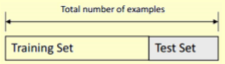 Total number of examples
Training Set
Test Set